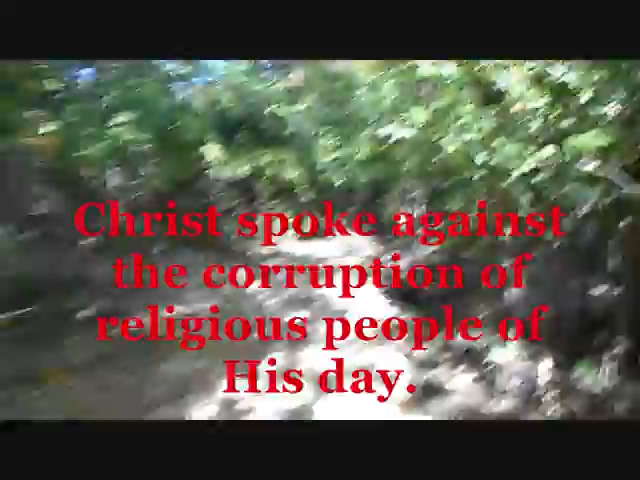 Christ spoke against
the corruption of
religious people of
His day.